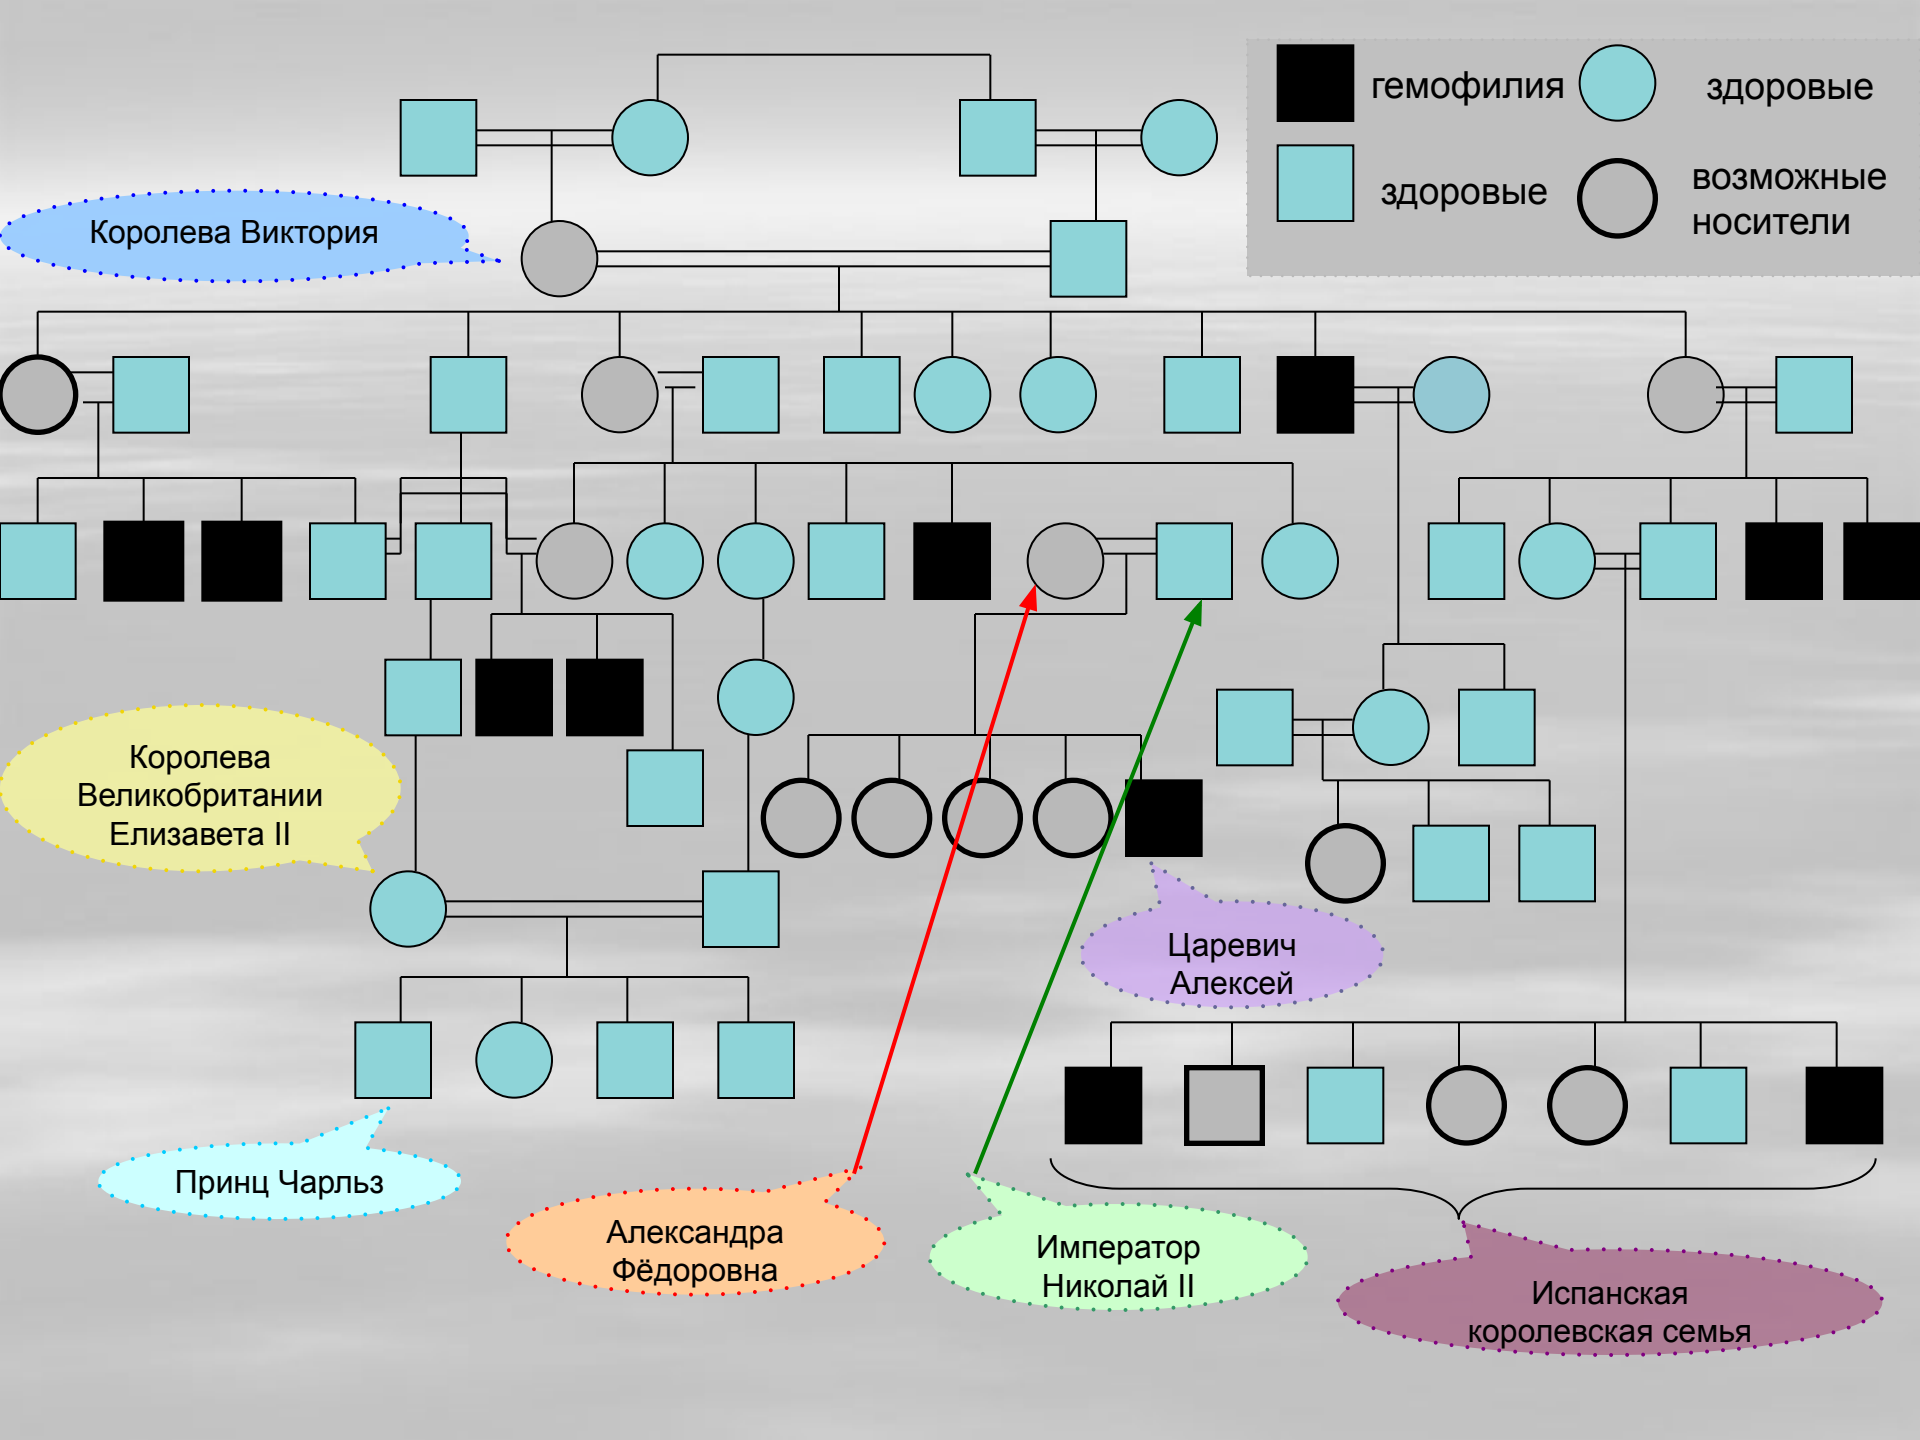 гемофилия
здоровые
здоровые
возможные
носители
Королева Виктория
Королева
Великобритании
Елизавета II
Царевич
Алексей
Принц Чарльз
Александра
Фёдоровна
Император
Николай II
Испанская
королевская семья